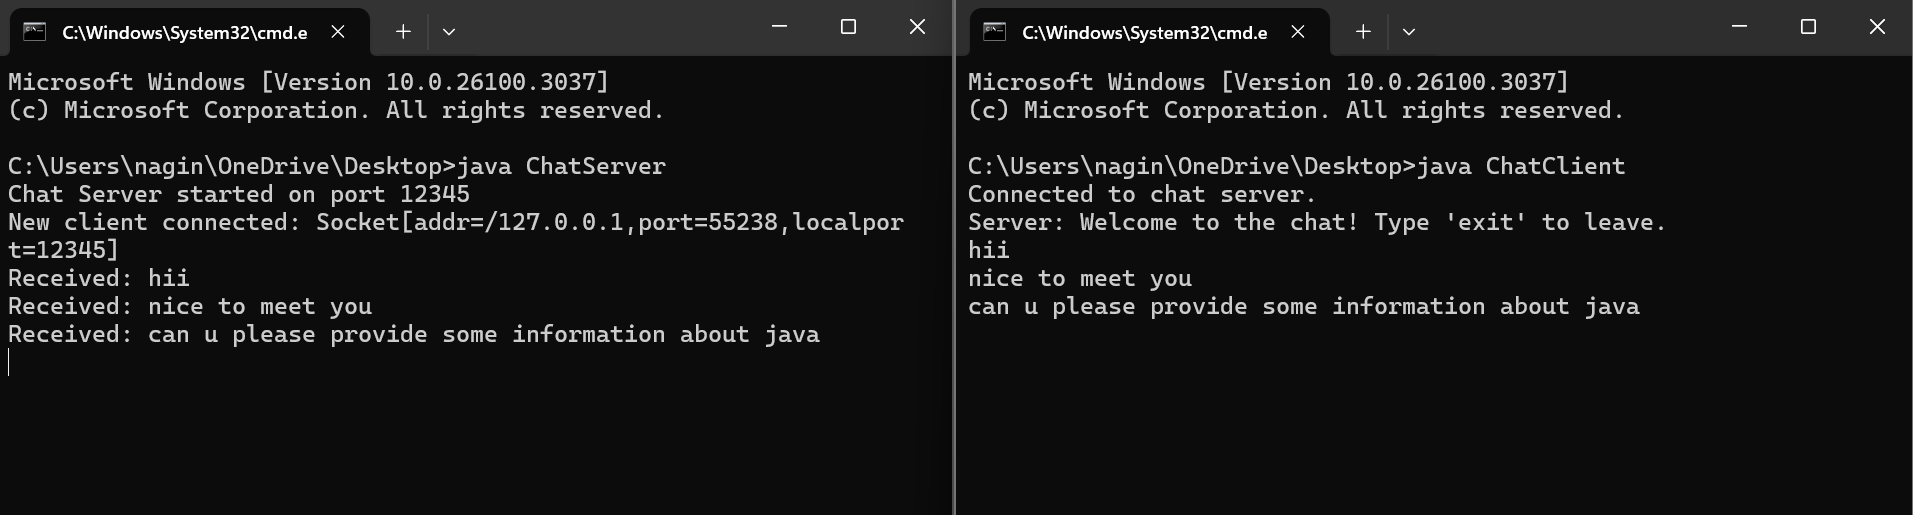 C:\Windows\System32\cmd.e
Microsoft Windows [Version 10.0.26100.3037]
(c) Microsoft Corporation. All rights reserved.
C:\Users\nagin\OneDrive\Desktop>java ChatServer
Chat Server started on port 12345
New client connected: Socket[addr=/127.0.0.1,port=55238,localpor
t=12345]
Received: hii
Received: nice to meet you
Received: can u please provide some information about java
C:\Windows\System32\cmd.e
Microsoft Windows [Version 10.0.26100.3037]
(c) Microsoft Corporation. All rights reserved.
C:\Users\nagin\OneDrive\Desktop>java ChatClient
Connected to chat server.
Server: Welcome to the chat! Type 'exit' to leave.
hii
nice to meet you
can u please provide some information about java